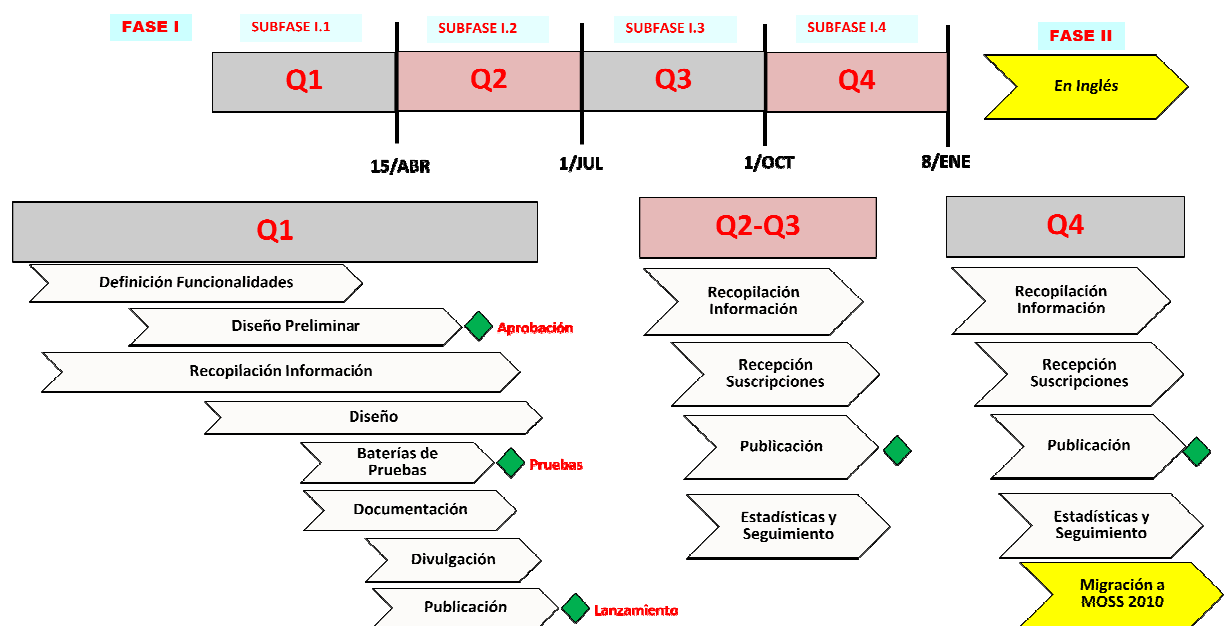 FASE I
SUBFASE I.1
SUBFASE I.2
SUBFASE I.3
SUBFASE I.4
FASE II
Q1
Q2
Q3
Q4
En Inglés
15/ABR
1/JUL
1/OCT
8/ENE
Q1
Definición Funcionalidades
Diseño Preliminar
Aprobación
Recopilación Información
Diseño
Baterías de
Pruebas
Pruebas
Documentación
Divulgación
Publicación
Lanzamiento
Q2-Q3
Recopilación
Información
Recepción
Suscripciones
Publicación
Estadísticas y
Seguimiento
Q4
Recopilación
Información
Recepción
Suscripciones
Publicación
Estadísticas y
Seguimiento
Migración a
MOSS 2010